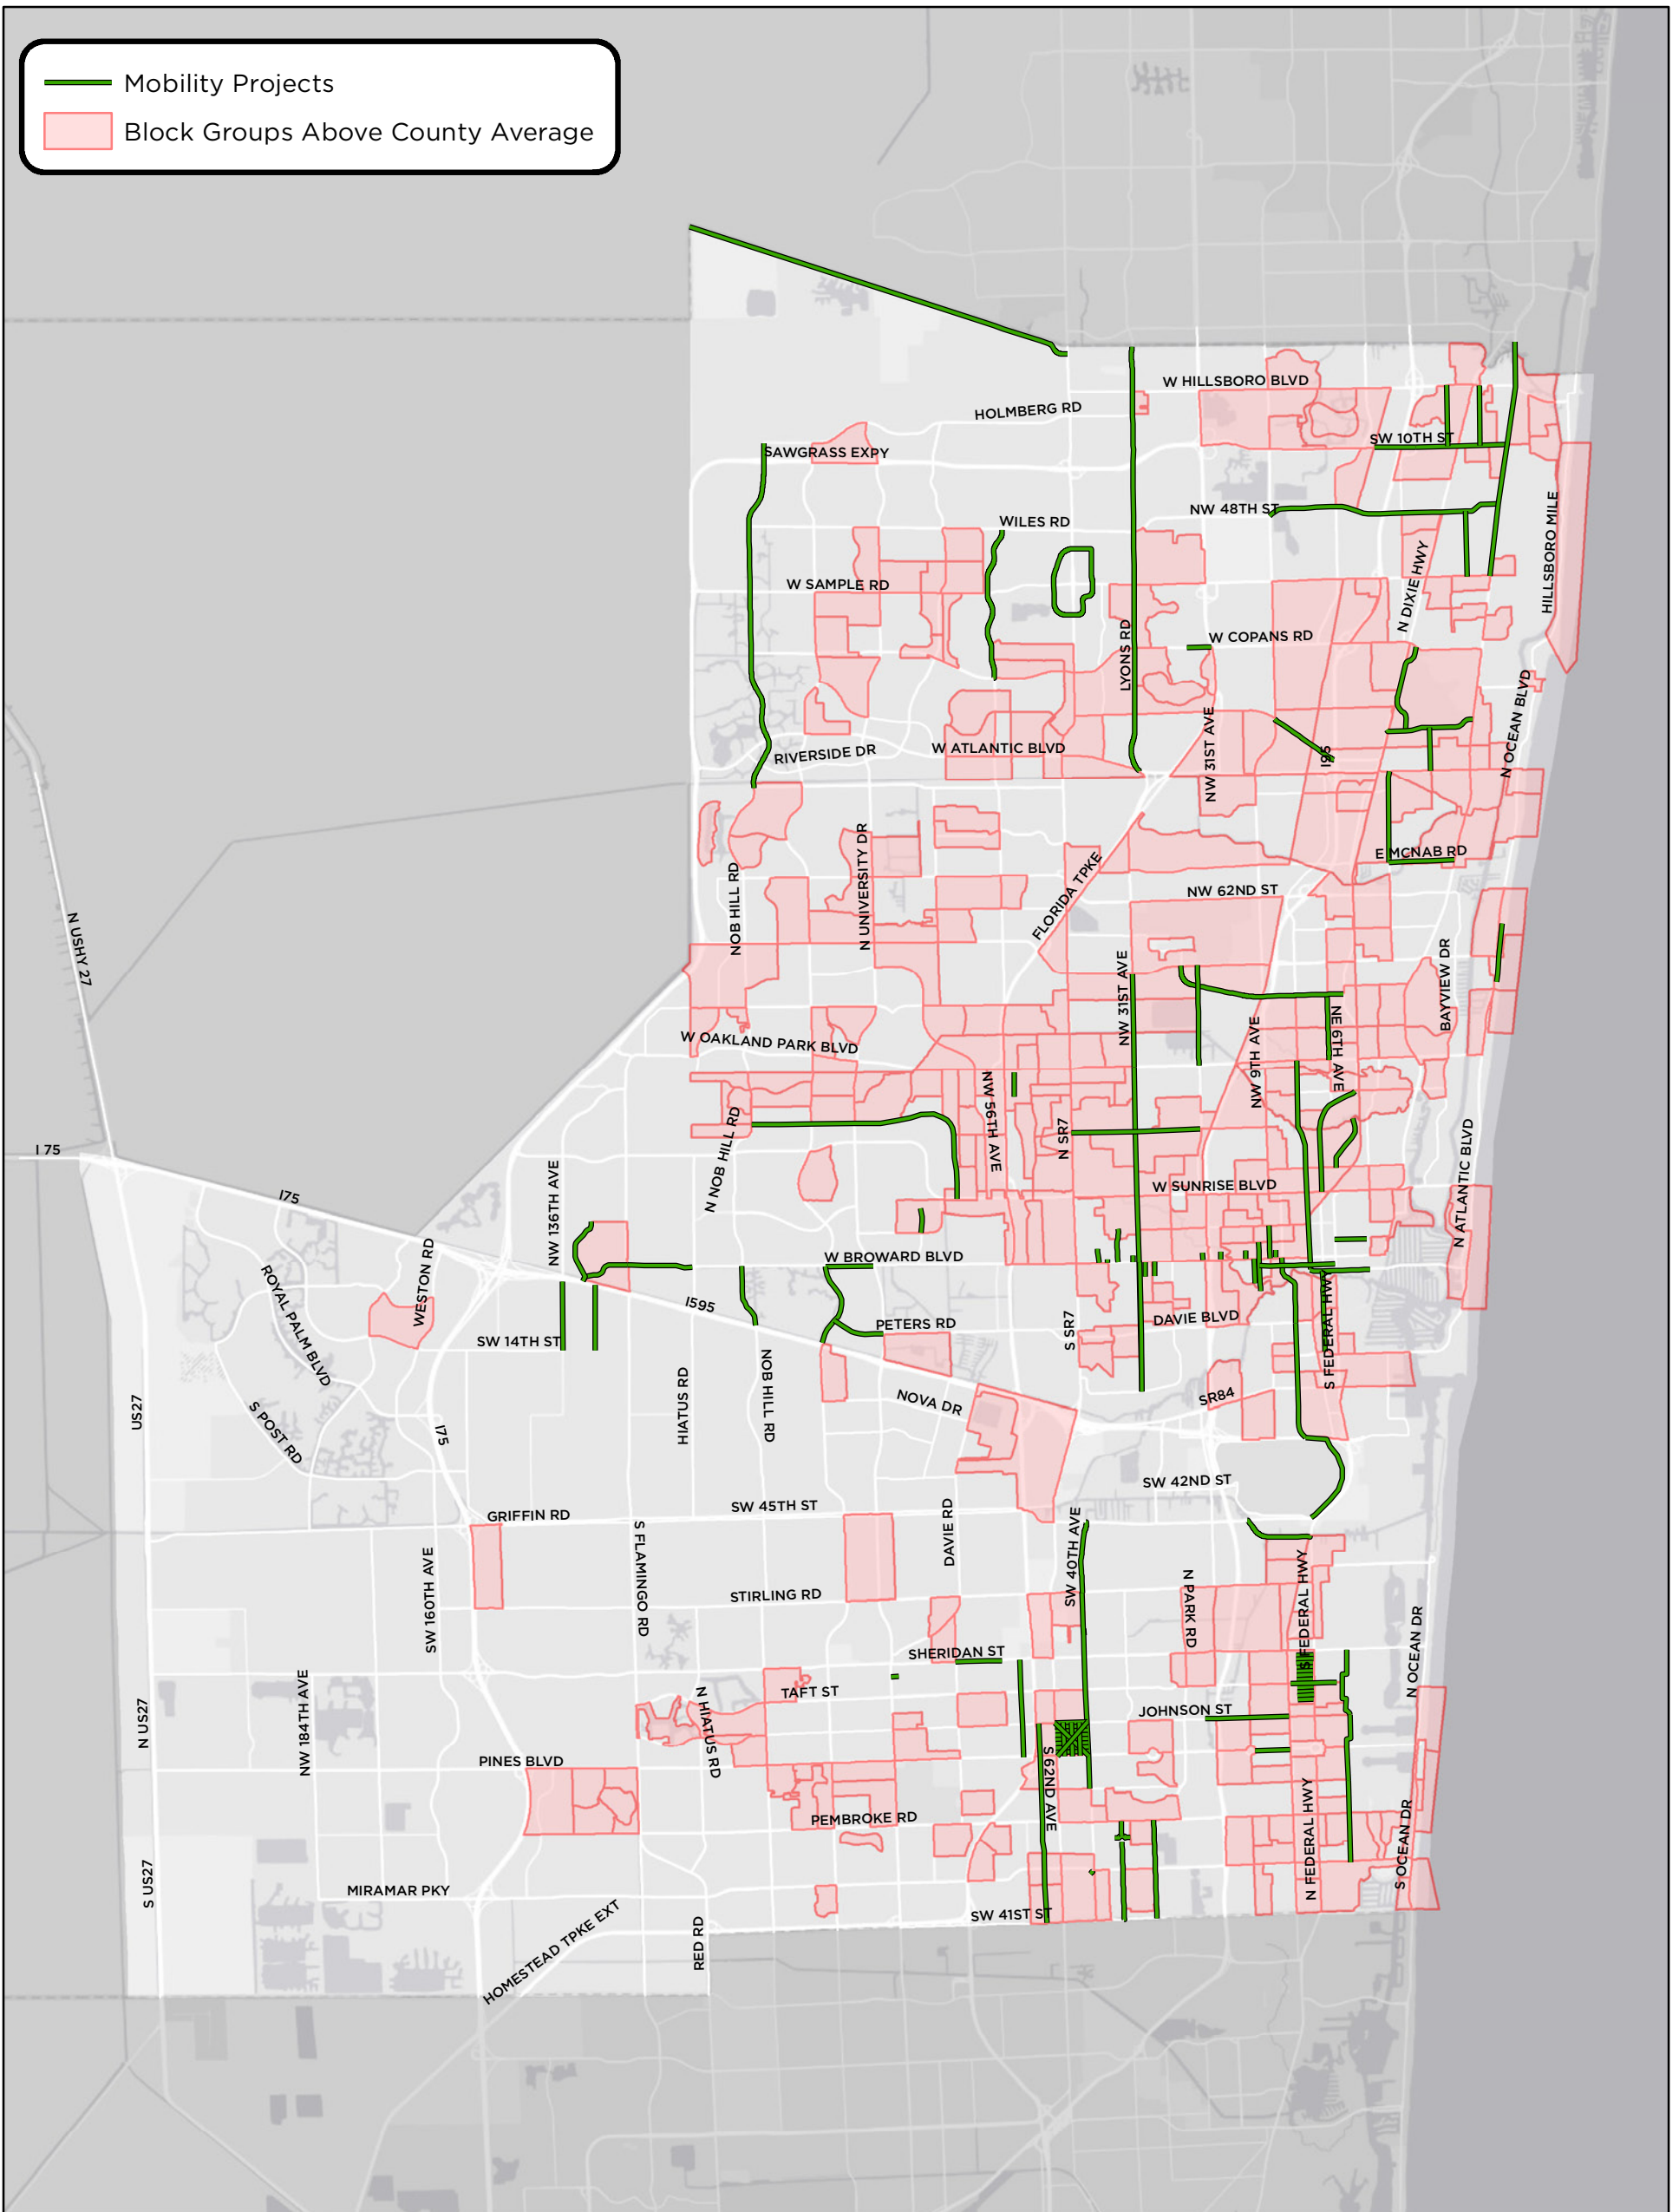 Mobility Projects
Block Groups Above County Average
W HILLSBORO BLVD
HOLMBERG RD
SW 10TH ST
SAWGRASS EXPY
NW 48TH ST
WILES RD
HILLSBORO MILE
W SAMPLE RD
N DIXIE HWY
W COPANS RD
LYONS RD
N OCEAN BLVD
RIVERSIDE DR
W ATLANTIC BLVD
NW 31ST AVE
I95
E MCNAB RD
N UNIVERSITY DR
NOB HILL RD
FLORIDA TPKE
NW 62ND ST
N USHY 27
BAYVIEW DR
NW 31ST AVE
W OAKLAND PARK BLVD
NW 9TH AVE
NE 6TH AVE
NW 56TH AVE
N SR7
N NOB HILL RD
I 75
I75
NW 136TH AVE
W SUNRISE BLVD
N ATLANTIC BLVD
WESTON RD
W BROWARD BLVD
ROYAL PALM BLVD
I595
PETERS RD
S SR7
DAVIE BLVD
S FEDERAL HWY
SW 14TH ST
US27
S POST RD
I75
HIATUS RD
NOB HILL RD
NOVA DR
SR84
SW 42ND ST
GRIFFIN RD
SW 45TH ST
DAVIE RD
SW 40TH AVE
S FLAMINGO RD
SW 160TH AVE
STIRLING RD
N PARK RD
S FEDERAL HWY
N OCEAN DR
SHERIDAN ST
NW 184TH AVE
N US27
N HIATUS RD
TAFT ST
JOHNSON ST
PINES BLVD
S 62ND AVE
PEMBROKE RD
N FEDERAL HWY
S OCEAN DR
S US27
MIRAMAR PKY
SW 41ST ST
HOMESTEAD TPKE EXT
RED RD